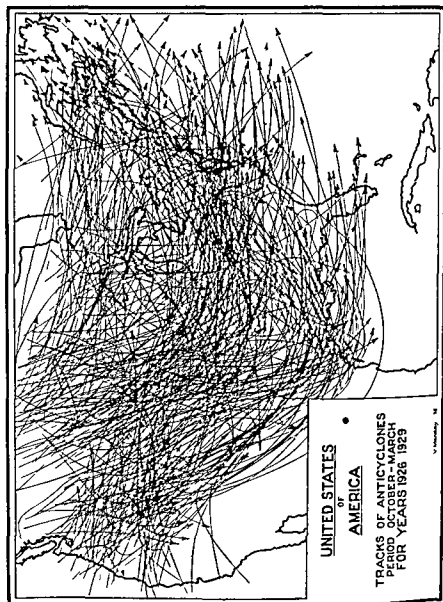 UNITED STATES
OF
AMERICA
TRACKS OF ANTICYCLONES
PERIOD OCTOBER-MARCH
FOR YEARS 1926 1929